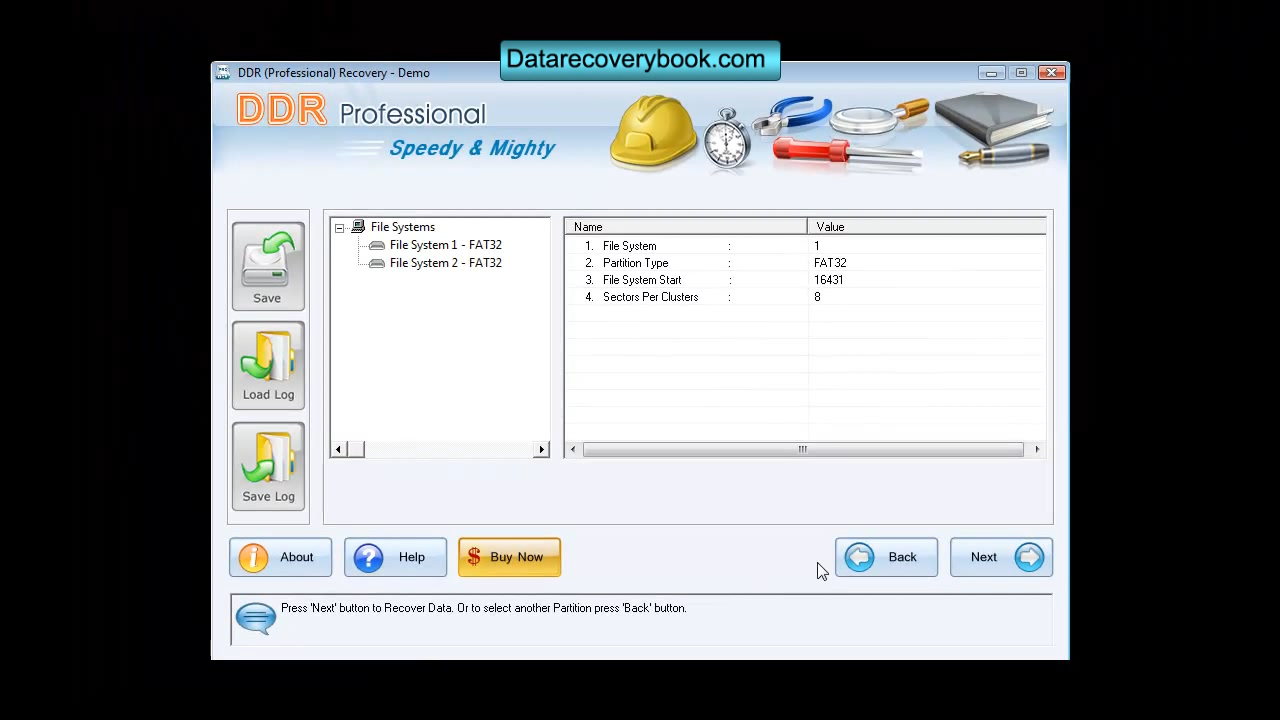 Datarecoverybook.com
DDR (Professional) Recovery - Demo
DDR Professional
Speedy & Mighty
Save
Load Log
Save Log
File Systems
File System 1 - FAT32
File System 2 - FAT32
Name Value
1. File System : 1
2. Partition Type : FAT32
3. File System Start : 16431
4. Sectors Per Clusters : 8
About
Help
$ Buy Now
Back
Next
Press 'Next' button to Recover Data. Or to select another Partition press 'Back' button.